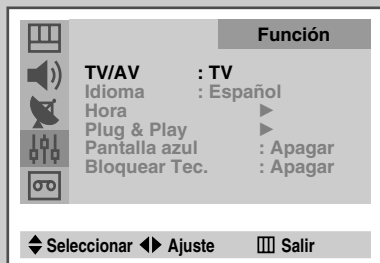 Función
TV/AV : TV
Idioma : Español
Hora ►
Plug & Play ►
Pantalla azul : Apagar
Bloquear Tec. : Apagar
Seleccionar Ajuste Salir